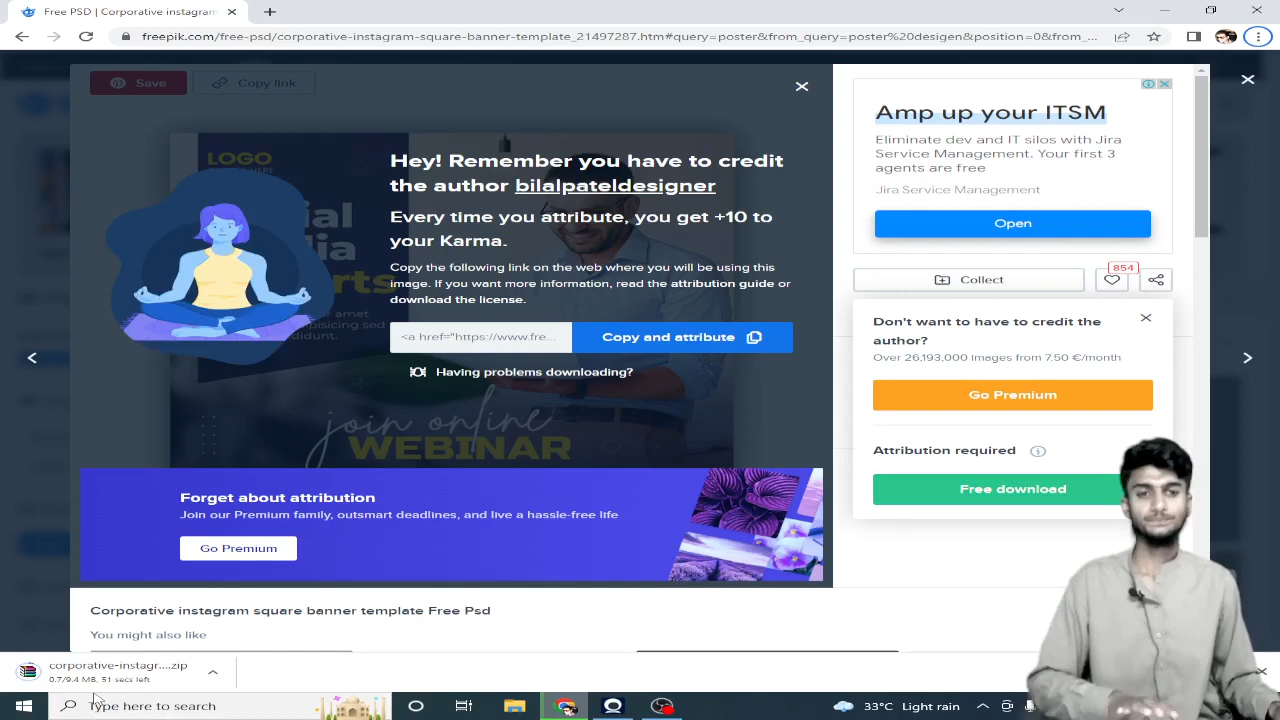 Free PSD | Corporative instagram
freepik.com/free-psd/corporative-instagram-square-banner-template_21497287.htm#query=poster&from_query=poster%20desigen&position=0&from_...
Save
Copy link
LOGO
Hey! Remember you have to credit
the author bilalpateldesigner
Every time you attribute, you get +10 to
your Karma.
Copy the following link on the web where you will be using this
image. If you want more information, read the attribution guide or
download the license.
<a href="https://www.fre...
Copy and attribute
Having problems downloading?
join online
WEBINAR
Forget about attribution
Join our Premium family, outsmart deadlines, and live a hassle-free life
Go Premium
Corporative instagram square banner template Free Psd
You might also like
Amp up your ITSM
Eliminate dev and IT silos with Jira
Service Management. Your first 3
agents are free
Jira Service Management
Open
854
Collect
Don't want to have to credit the
author?
Over 26,193,000 images from 7.50 €/month
Go Premium
Attribution required
Free download
corporative-instagr....zip
0.7/9.4 MB, 51 secs left
Type here to search
33°C Light rain